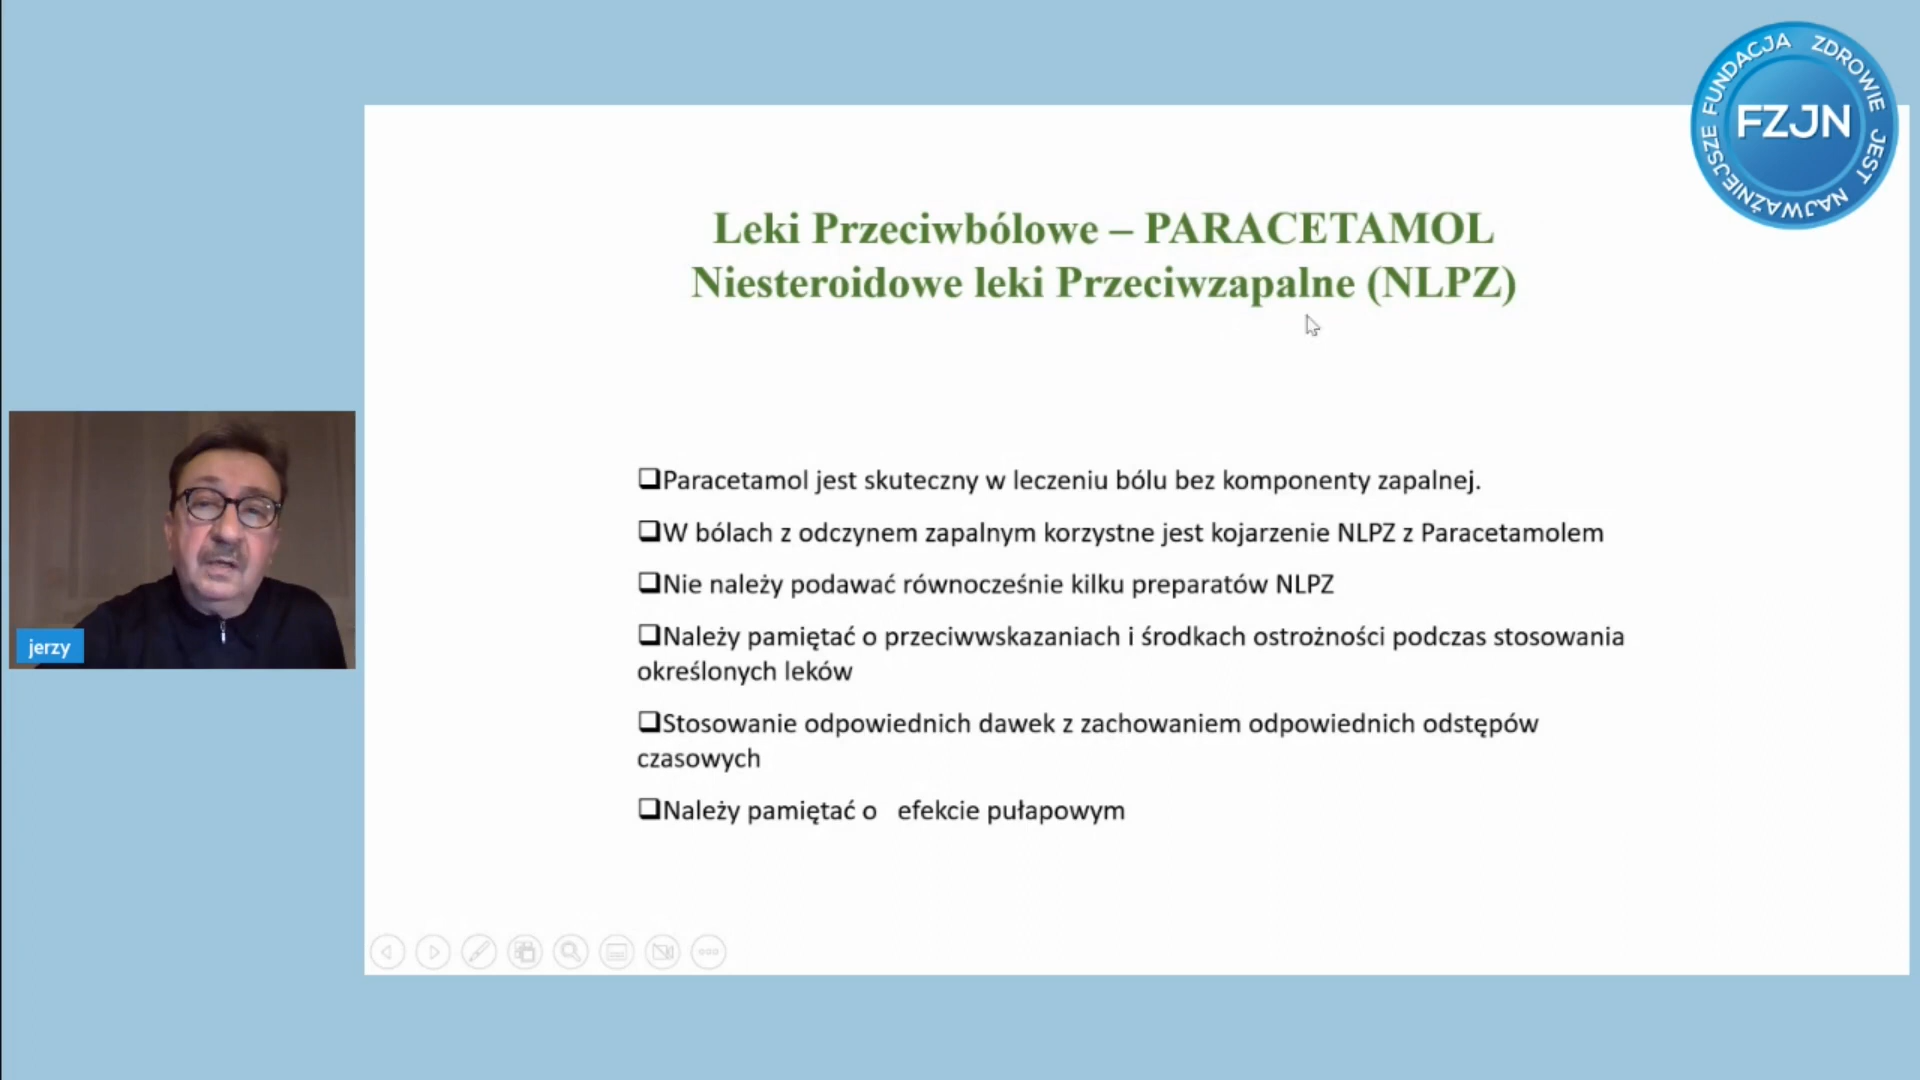 FUNDACJA ZDROWIE JEST NAJWAŻNIEJSZE
FZJN
Leki Przeciwbólowe – PARACETAMOL
Niesteroidowe leki Przeciwzapalne (NLPZ)
❑Paracetamol jest skuteczny w leczeniu bólu bez komponenty zapalnej.
❑W bólach z odczynem zapalnym korzystne jest kojarzenie NLPZ z Paracetamolem
❑Nie należy podawać równocześnie kilku preparatów NLPZ
❑Należy pamiętać o przeciwwskazaniach i środkach ostrożności podczas stosowania
określonych leków
❑Stosowanie odpowiednich dawek z zachowaniem odpowiednich odstępów
czasowych
❑Należy pamiętać o   efekcie pułapowym
jerzy